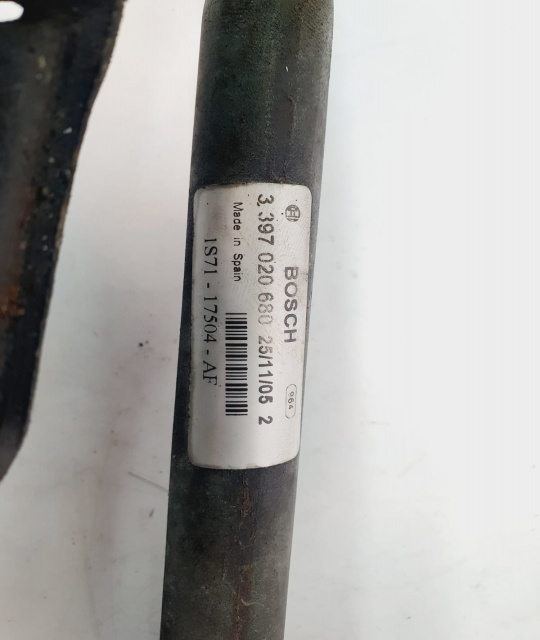 BOSCH 964
3 397 020 680 25/11/05 2
Made in Spain
1S71-17504-AF